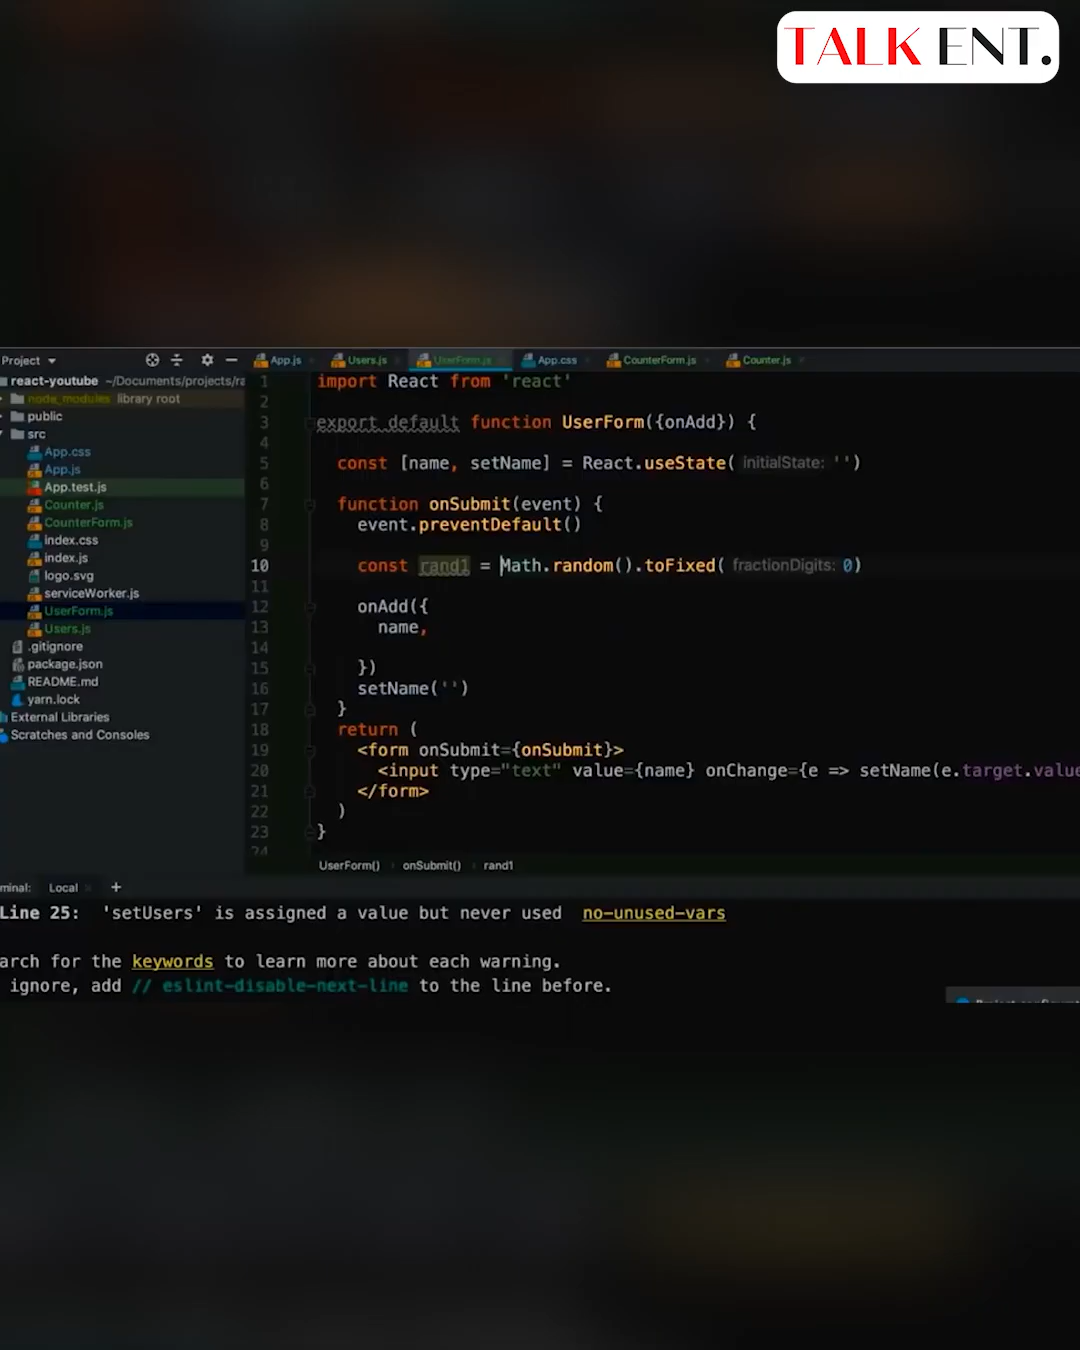 TALK ENT.
Project
App.js
Users.js
UserForm.js
App.css
CounterForm.js
Counter.js
react-youtube ~/Documents/projects/ra
node_modules library root
public
src
App.css
App.js
App.test.js
Counter.js
CounterForm.js
index.css
index.js
logo.svg
serviceWorker.js
UserForm.js
Users.js
.gitignore
package.json
README.md
yarn.lock
External Libraries
Scratches and Consoles
1 import React from 'react'
2
3 export default function UserForm({onAdd}) {
4
5 const [name, setName] = React.useState( initialState: '')
6
7 function onSubmit(event) {
8 event.preventDefault()
9
10 const rand1 = Math.random().toFixed( fractionDigits: 0)
11
12 onAdd({
13 name,
14
15 })
16 setName('')
17 }
18 return (
19 <form onSubmit={onSubmit}>
20 <input type="text" value={name} onChange={e => setName(e.target.value
21 </form>
22 )
23 }
24
UserForm() onSubmit() rand1
minal: Local +
Line 25: 'setUsers' is assigned a value but never used no-unused-vars
arch for the keywords to learn more about each warning.
ignore, add // eslint-disable-next-line to the line before.